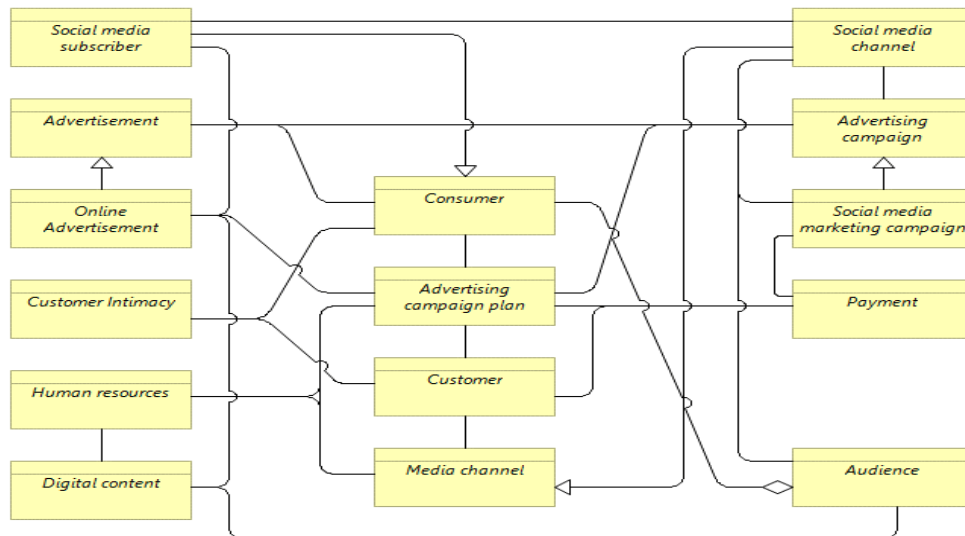 Social media
subscriber
Social media
channel
Advertisement
Advertising
campaign
Consumer
Online
Advertisement
Social media
marketing campaign
Customer Intimacy
Advertising
campaign plan
Payment
Human resources
Customer
Digital content
Media channel
Audience